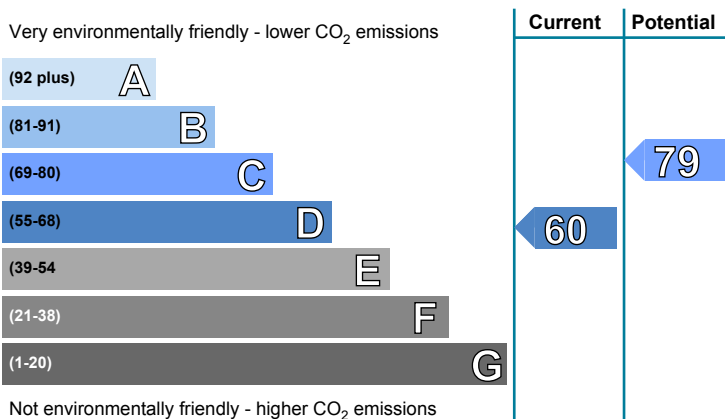 Very environmentally friendly - lower CO₂ emissions
Current
Potential
(92 plus) A
(81-91) B
(69-80) C
79
(55-68) D
60
(39-54 E
(21-38) F
(1-20) G
Not environmentally friendly - higher CO₂ emissions